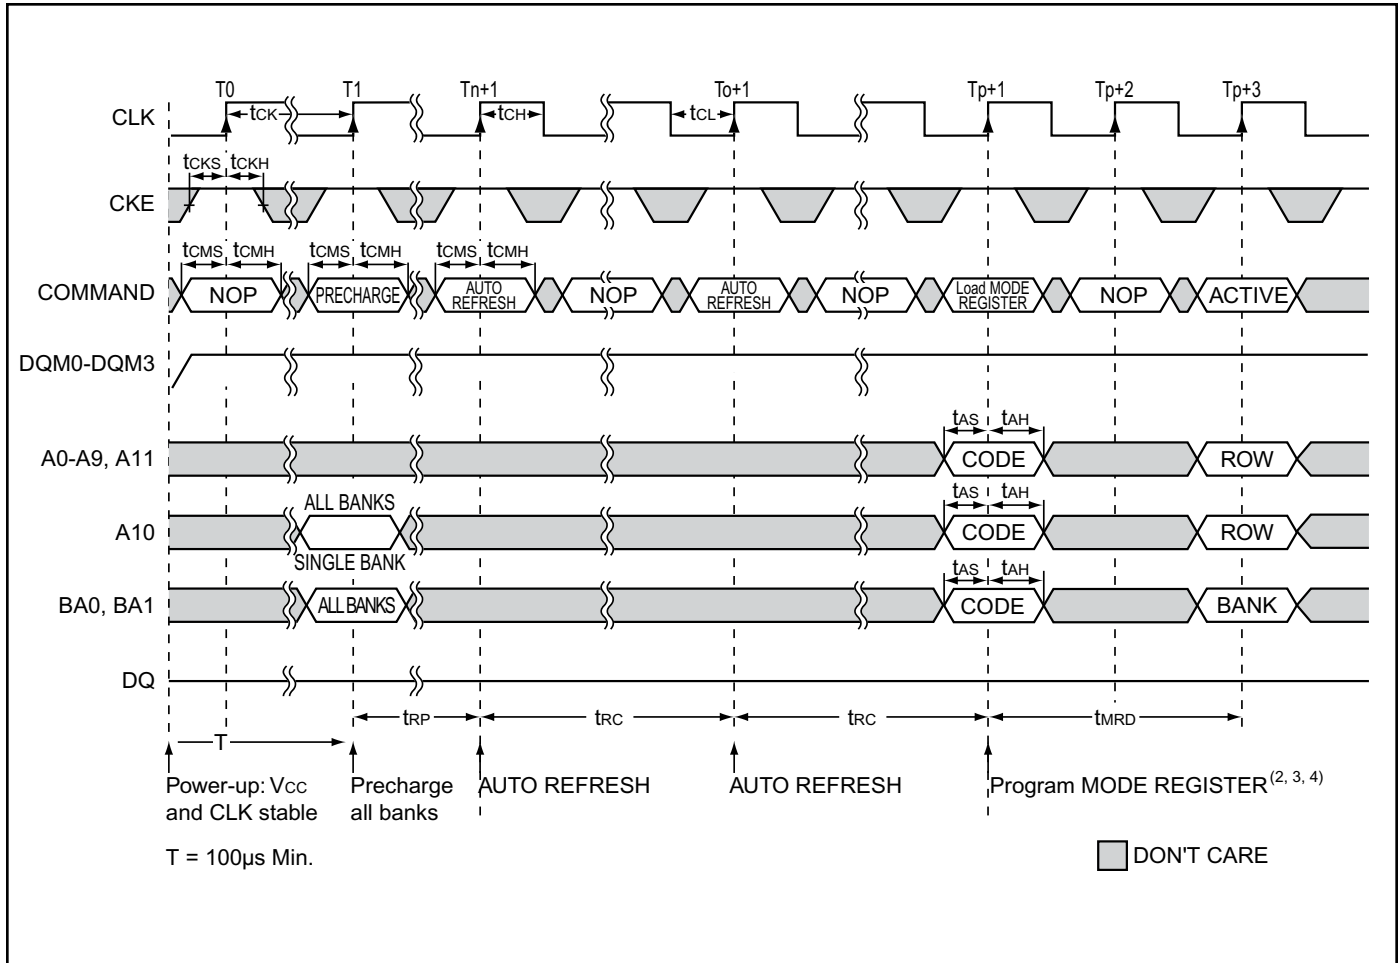 T0 T1 Tn+1 To+1 Tp+1 Tp+2 Tp+3
CLK tCK tCH tCL
tCKS tCKH
CKE
tCMS tCMH tCMS tCMH tCMS tCMH
COMMAND NOP PRECHARGE AUTO REFRESH NOP AUTO REFRESH NOP Load MODE REGISTER NOP ACTIVE
DQM0-DQM3
tAS tAH
A0-A9, A11 CODE ROW
ALL BANKS tAS tAH
A10 CODE ROW
SINGLE BANK tAS tAH
BA0, BA1 ALL BANKS CODE BANK
DQ
tRP tRC tRC tMRD
T
Power-up: VCC Precharge AUTO REFRESH AUTO REFRESH Program MODE REGISTER(2, 3, 4)
and CLK stable all banks
T = 100µs Min. DON'T CARE